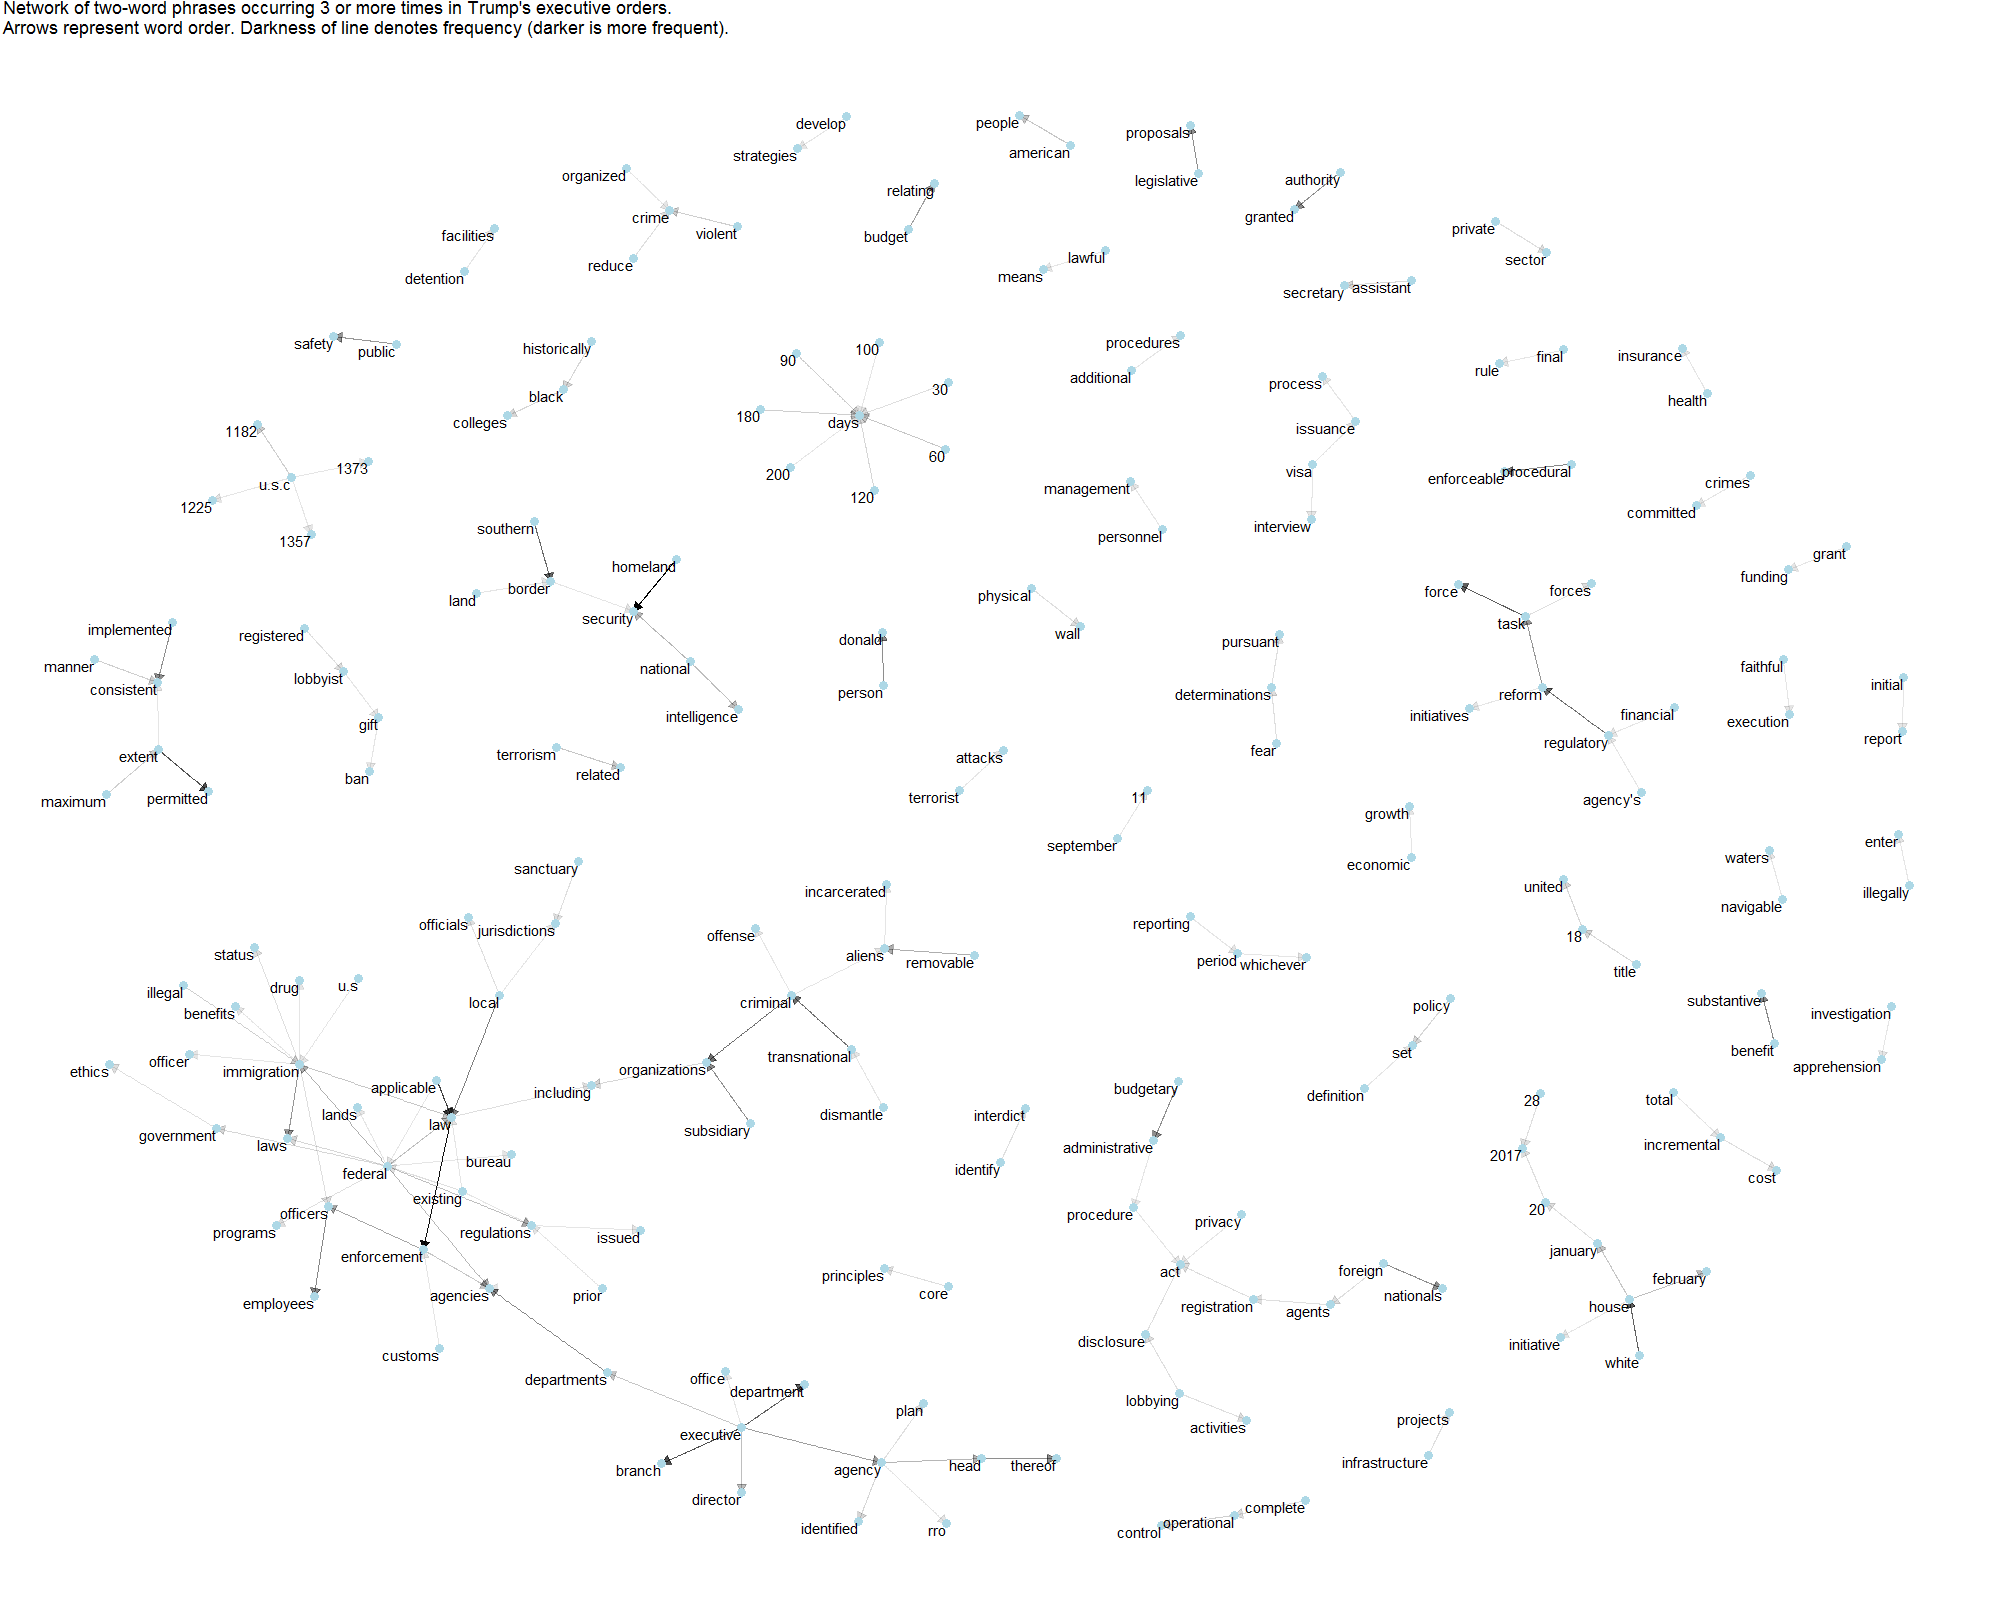 Network of two-word phrases occurring 3 or more times in Trump's executive orders.
Arrows represent word order. Darkness of line denotes frequency (darker is more frequent).
develop
strategies
people
american
proposals
legislative
organized
crime
violent
reduce
relating
budget
authority
granted
facilities
detention
lawful
means
private
sector
secretary
assistant
safety
public
historically
black
colleges
90
100
30
180
days
60
200
120
procedures
additional
process
issuance
visa
interview
rule
final
insurance
health
1182
1373
u.s.c
1225
1357
management
personnel
enforceable
procedural
crimes
committed
southern
homeland
land
border
security
national
intelligence
physical
wall
grant
funding
force
forces
task
reform
initiatives
financial
regulatory
agency's
implemented
manner
consistent
extent
maximum
permitted
registered
lobbyist
gift
ban
donald
person
pursuant
determinations
fear
faithful
execution
initial
report
terrorism
related
attacks
terrorist
11
september
growth
economic
waters
navigable
enter
illegally
united
18
title
sanctuary
officials
jurisdictions
local
incarcerated
offense
aliens
removable
criminal
transnational
organizations
including
dismantle
subsidiary
reporting
period
whichever
status
drug
u.s
illegal
benefits
officer
ethics
immigration
applicable
lands
law
government
laws
federal
bureau
existing
officers
programs
regulations
issued
enforcement
employees
agencies
prior
customs
departments
policy
set
definition
substantive
benefit
investigation
apprehension
interdict
identify
budgetary
administrative
procedure
privacy
act
registration
agents
foreign
nationals
disclosure
lobbying
activities
28
2017
20
january
february
house
initiative
white
total
incremental
cost
principles
core
office
department
executive
branch
director
plan
agency
head
thereof
identified
rro
projects
infrastructure
complete
operational
control